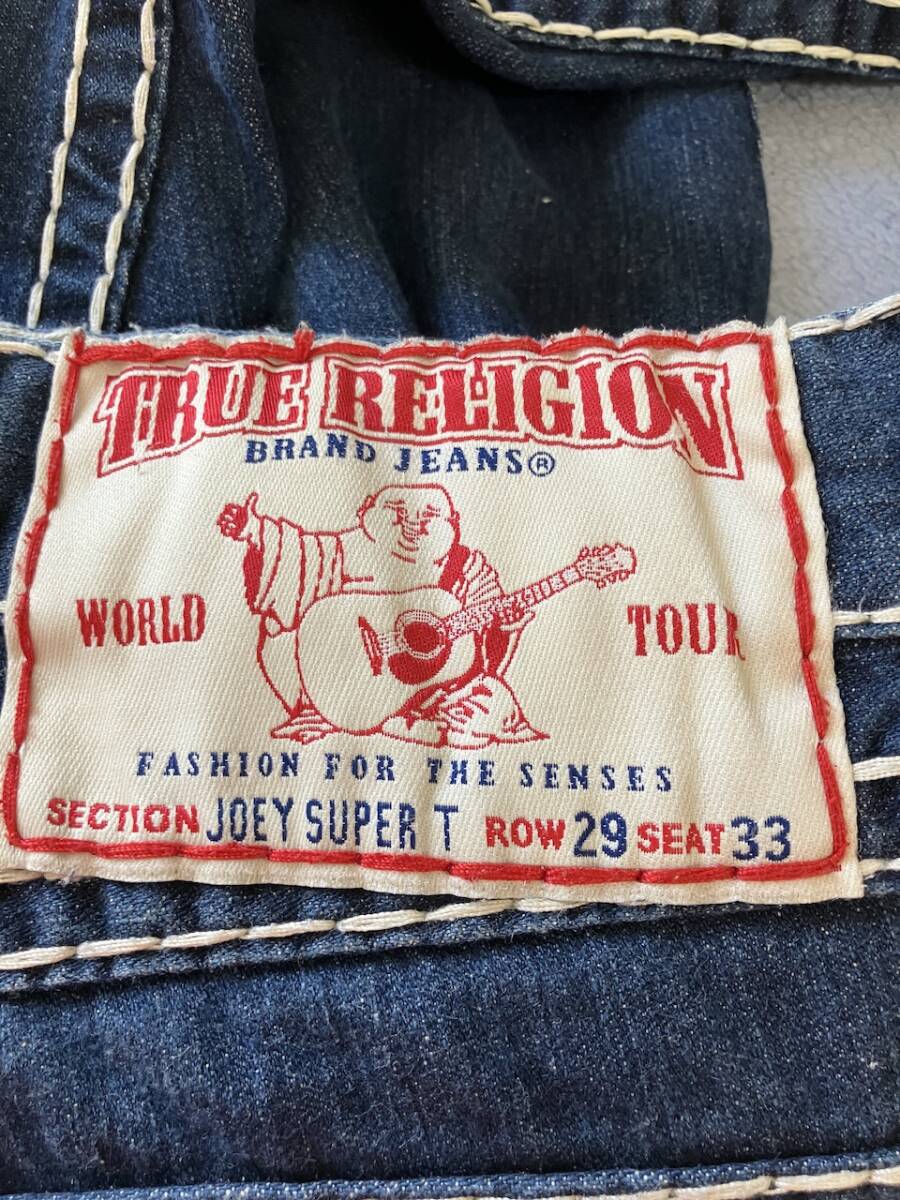 TRUE RELIGION
BRAND JEANS®
WORLD TOUR
FASHION FOR THE SENSES
SECTION JOEY SUPER T ROW 29 SEAT 33